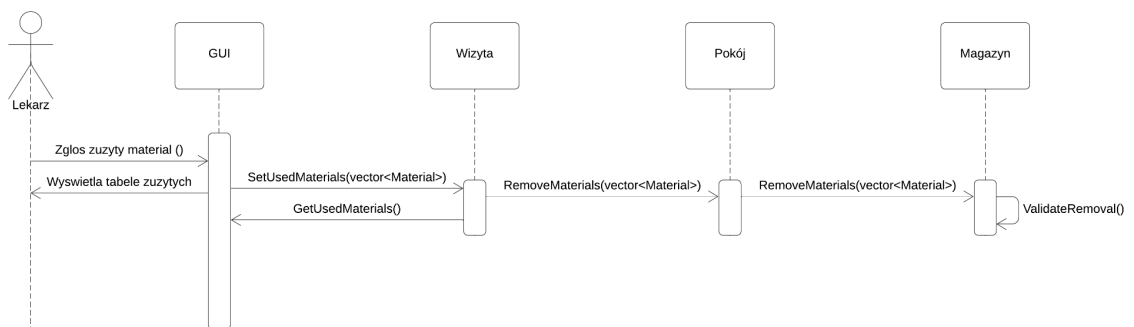 GUI
Wizyta
Pokój
Magazyn
Lekarz
Zglos zuzyty material ()
Wyswietla tabele zuzytych
SetUsedMaterials(vector<Material>)
RemoveMaterials(vector<Material>)
RemoveMaterials(vector<Material>)
GetUsedMaterials()
ValidateRemoval()